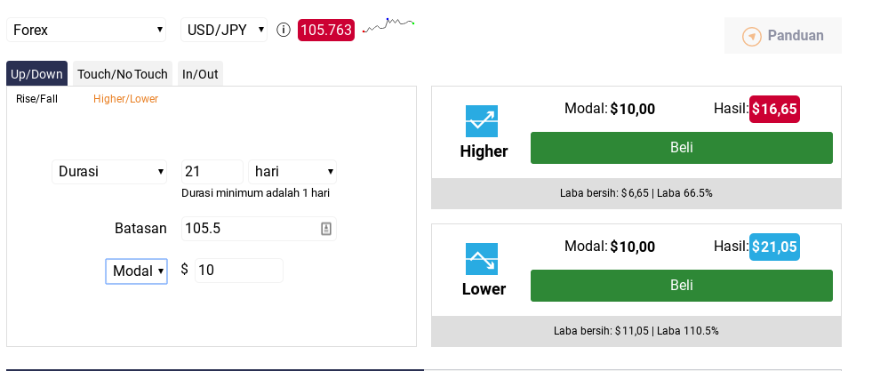 Forex USD/JPY 105.763 Panduan
Up/Down Touch/No Touch In/Out
Rise/Fall Higher/Lower
Durasi 21 hari
Durasi minimum adalah 1 hari
Batasan 105.5
Modal $ 10
Modal: $10,00 Hasil: $16,65
Higher Beli
Laba bersih: $6,65 | Laba 66.5%
Modal: $10,00 Hasil: $21,05
Lower Beli
Laba bersih: $11,05 | Laba 110.5%